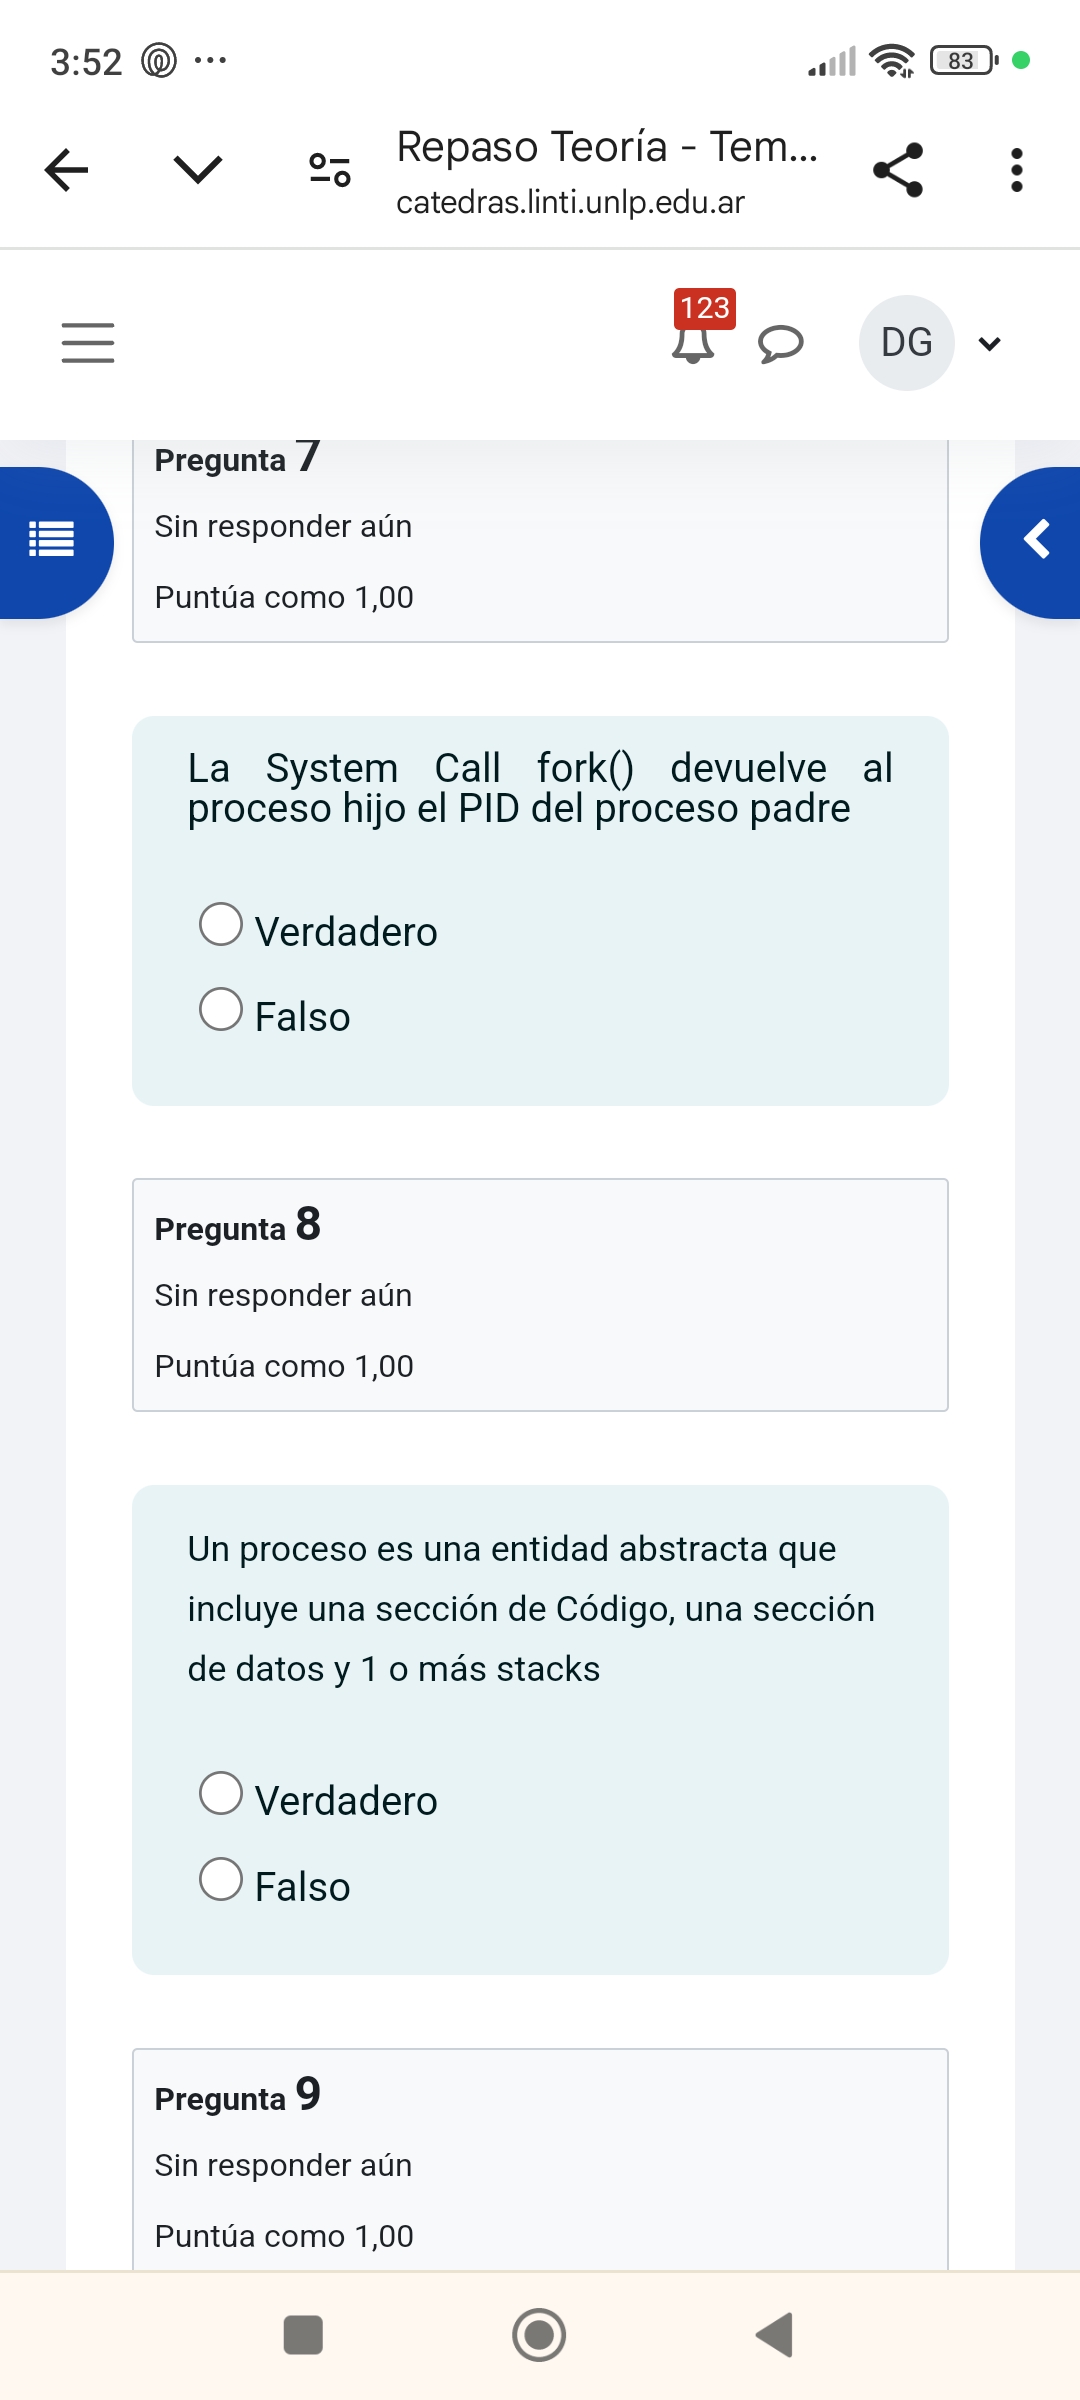 3:52
83
Repaso Teoría - Tem...
catedras.linti.unlp.edu.ar
123
DG
Pregunta 7
Sin responder aún
Puntúa como 1,00
La System Call fork() devuelve al
proceso hijo el PID del proceso padre
Verdadero
Falso
Pregunta 8
Sin responder aún
Puntúa como 1,00
Un proceso es una entidad abstracta que
incluye una sección de Código, una sección
de datos y 1 o más stacks
Verdadero
Falso
Pregunta 9
Sin responder aún
Puntúa como 1,00